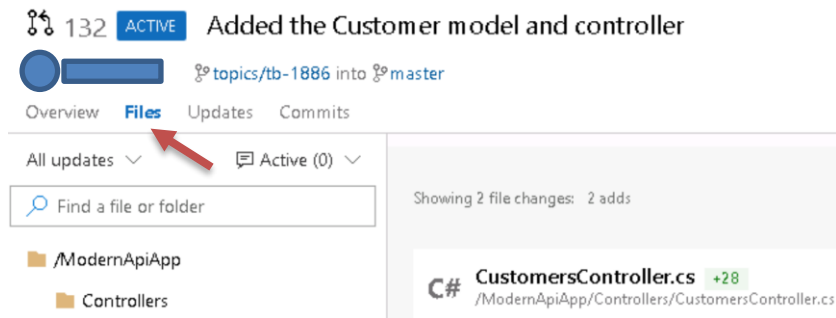 132 ACTIVE Added the Customer model and controller
topics/tb-1886 into master
Overview Files Updates Commits
All updates Active (0)
Find a file or folder
Showing 2 file changes: 2 adds
/ModernApiApp
Controllers
C# CustomersController.cs +28
/ModernApiApp/Controllers/CustomersController.cs